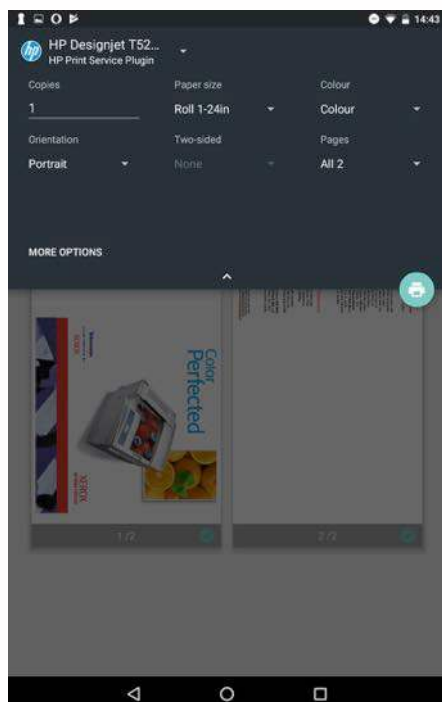 14:43
hp
HP Designjet T52...
HP Print Service Plugin
Copies
Paper size
Colour
1
Roll 1-24in
Colour
Orientation
Two-sided
Pages
Portrait
None
All 2
MORE OPTIONS
Color
Perfected
XEROX
XEROX
1 /2
2 /2